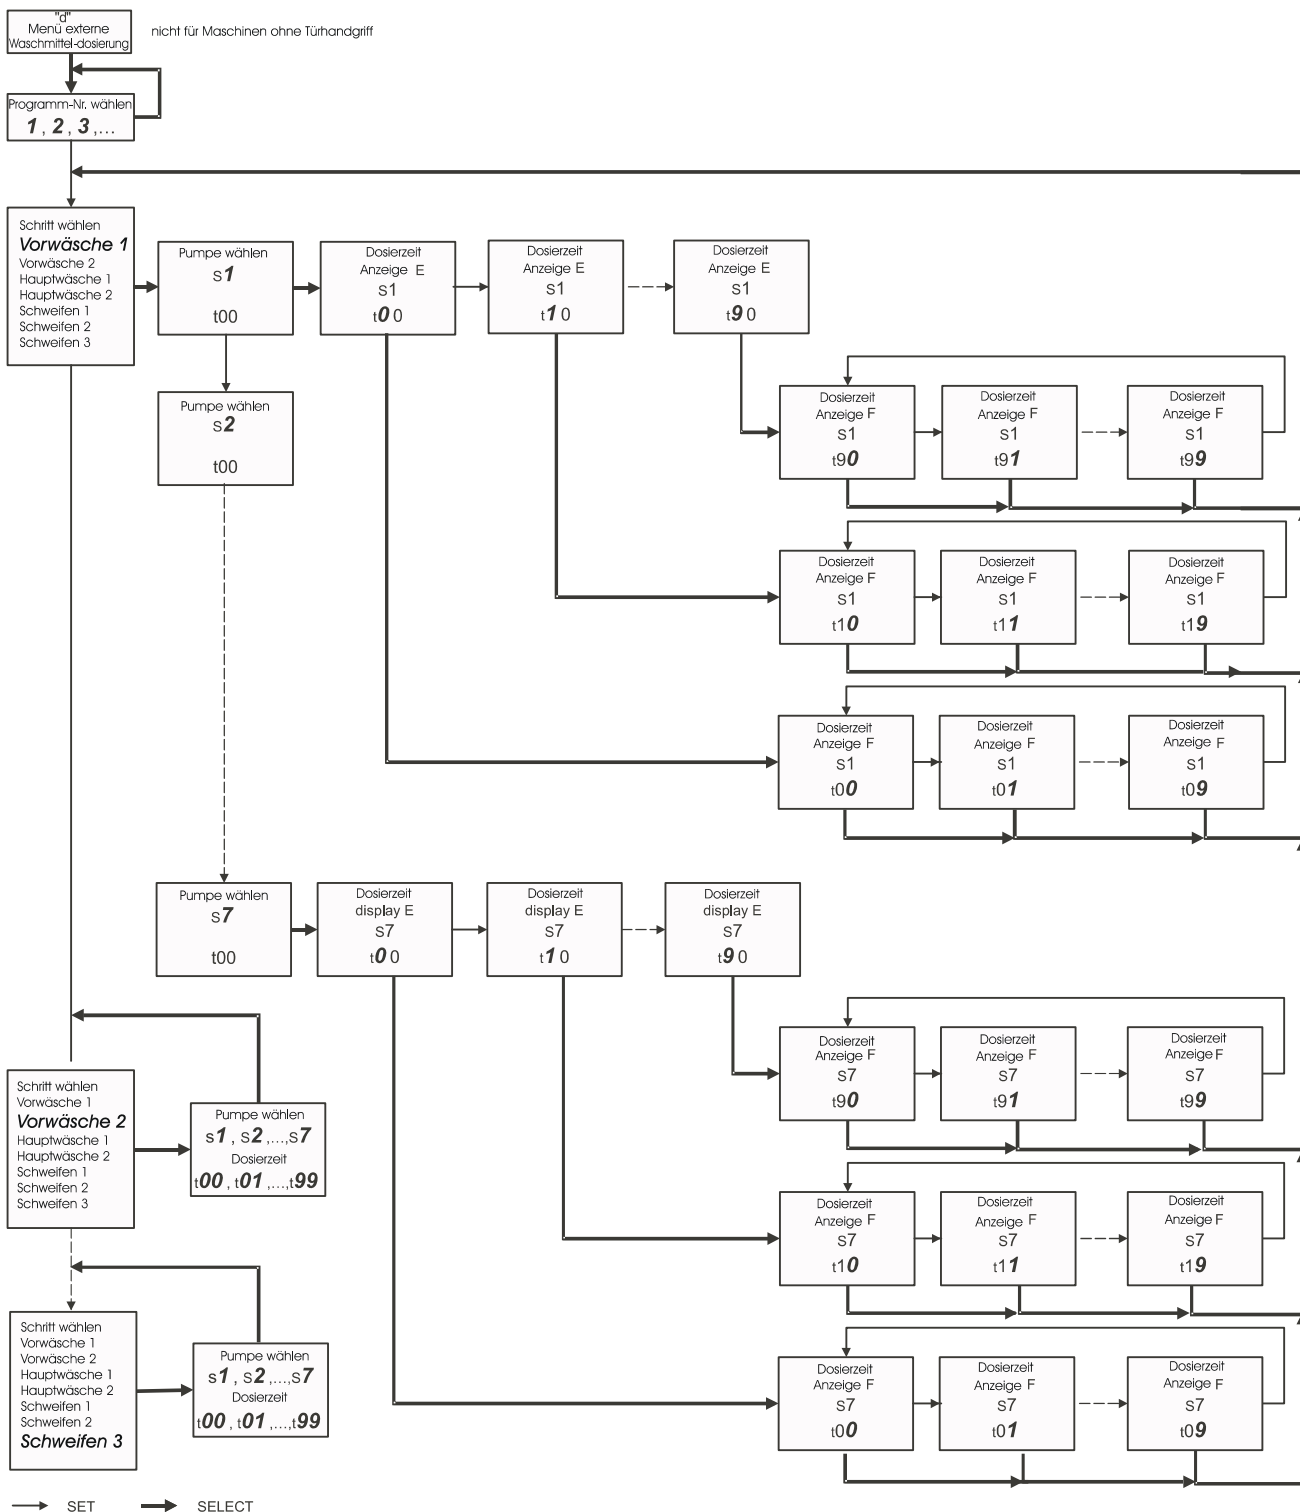 "d"
Menü externe
Waschmittel-dosierung
nicht für Maschinen ohne Türhandgriff
Programm-Nr. wählen
1 , 2 , 3 ,...
Schritt wählen
Vorwäsche 1
Vorwäsche 2
Hauptwäsche 1
Hauptwäsche 2
Schweifen 1
Schweifen 2
Schweifen 3
Pumpe wählen
s1
t00
Dosierzeit
Anzeige E
s1
t00
Dosierzeit
Anzeige E
s1
t10
Dosierzeit
Anzeige E
s1
t90
Pumpe wählen
s2
t00
Dosierzeit
Anzeige F
s1
t90
Dosierzeit
Anzeige F
s1
t91
Dosierzeit
Anzeige F
s1
t99
Dosierzeit
Anzeige F
s1
t10
Dosierzeit
Anzeige F
s1
t11
Dosierzeit
Anzeige F
s1
t19
Dosierzeit
Anzeige F
s1
t00
Dosierzeit
Anzeige F
s1
t01
Dosierzeit
Anzeige F
s1
t09
Pumpe wählen
s7
t00
Dosierzeit
display E
s7
t00
Dosierzeit
display E
s7
t10
Dosierzeit
display E
s7
t90
Dosierzeit
Anzeige F
s7
t90
Dosierzeit
Anzeige F
s7
t91
Dosierzeit
Anzeige F
s7
t99
Schritt wählen
Vorwäsche 1
Vorwäsche 2
Hauptwäsche 1
Hauptwäsche 2
Schweifen 1
Schweifen 2
Schweifen 3
Pumpe wählen
s1 , s2 ,...,s7
Dosierzeit
t00 , t01 ,...,t99
Dosierzeit
Anzeige F
s7
t10
Dosierzeit
Anzeige F
s7
t11
Dosierzeit
Anzeige F
s7
t19
Schritt wählen
Vorwäsche 1
Vorwäsche 2
Hauptwäsche 1
Hauptwäsche 2
Schweifen 1
Schweifen 2
Schweifen 3
Pumpe wählen
s1 , s2 ,...,s7
Dosierzeit
t00 , t01 ,...,t99
Dosierzeit
Anzeige F
s7
t00
Dosierzeit
Anzeige F
s7
t01
Dosierzeit
Anzeige F
s7
t09
SET
SELECT